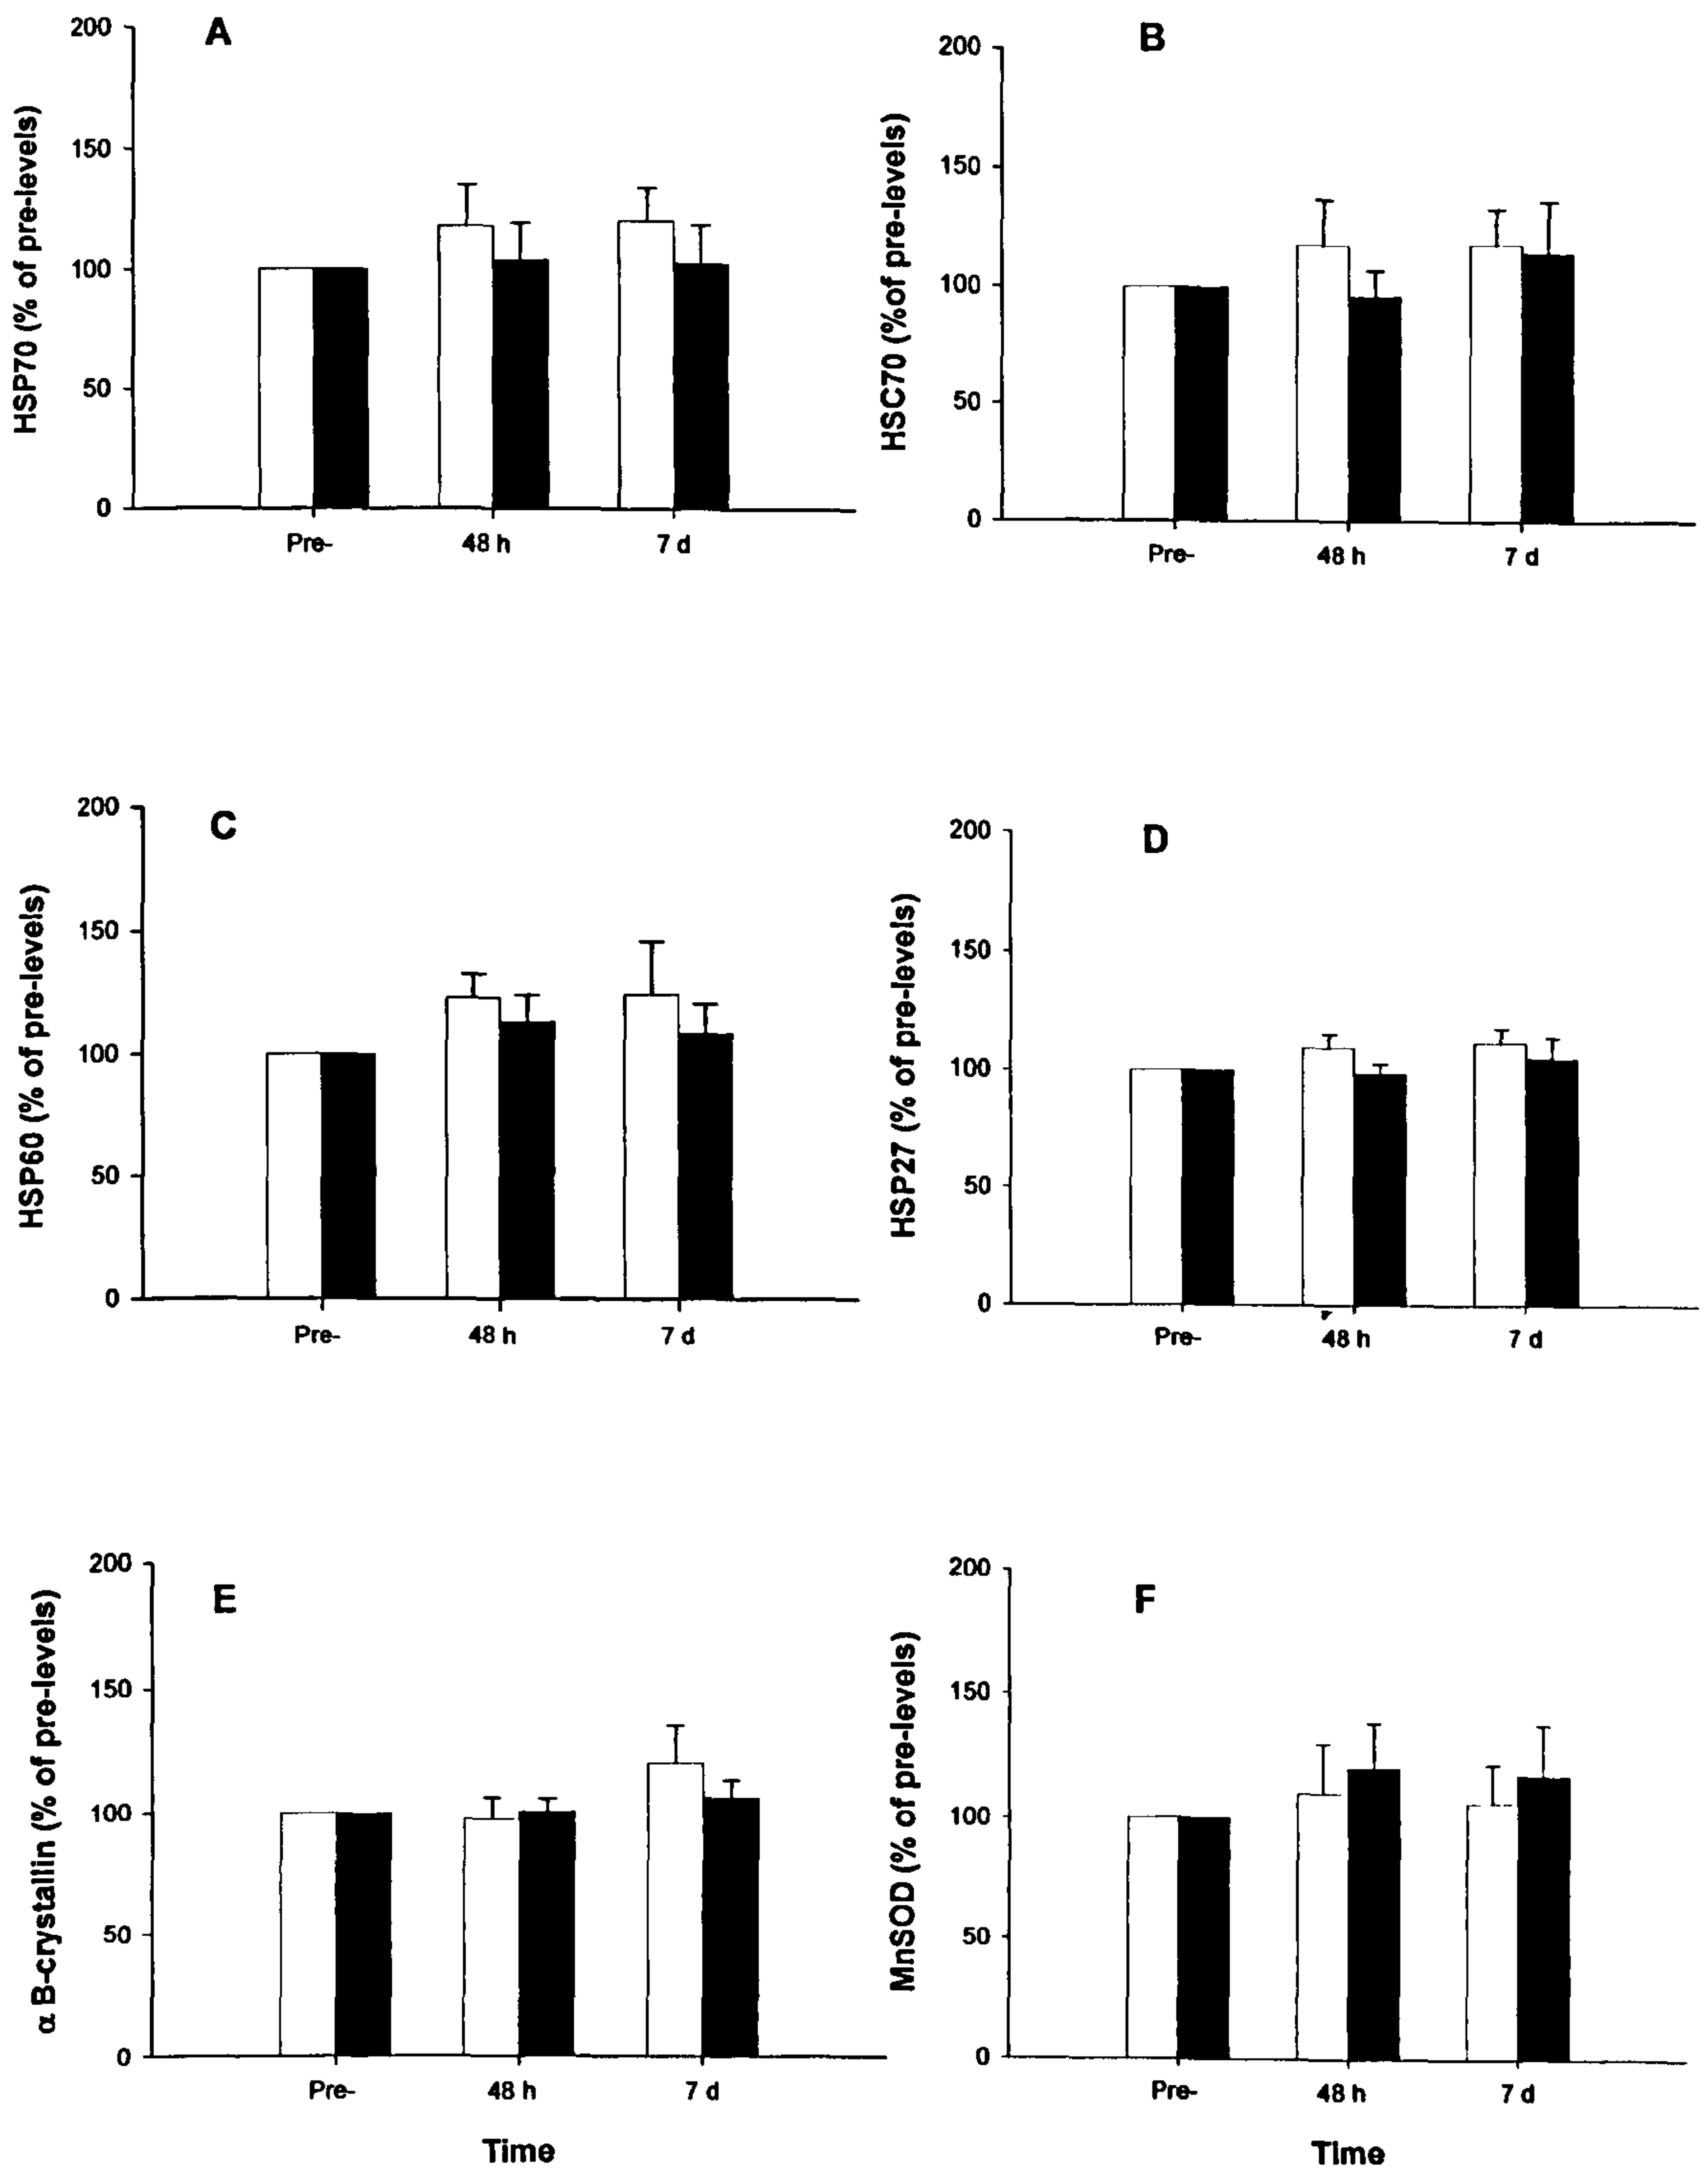 A
HSP70 (% of pre-levels)
200
150
100
50
0
Pre- 48 h 7 d
B
HSC70 (%of pre-levels)
200
150
100
50
0
Pre- 48 h 7 d
C
HSP60 (% of pre-levels)
200
150
100
50
0
Pre- 48 h 7 d
D
HSP27 (% of pre-levels)
200
150
100
50
0
Pre- 48 h 7 d
E
α B-crystallin (% of pre-levels)
200
150
100
50
0
Pre- 48 h 7 d
Time
F
MnSOD (% of pre-levels)
200
150
100
50
0
Pre- 48 h 7 d
Time